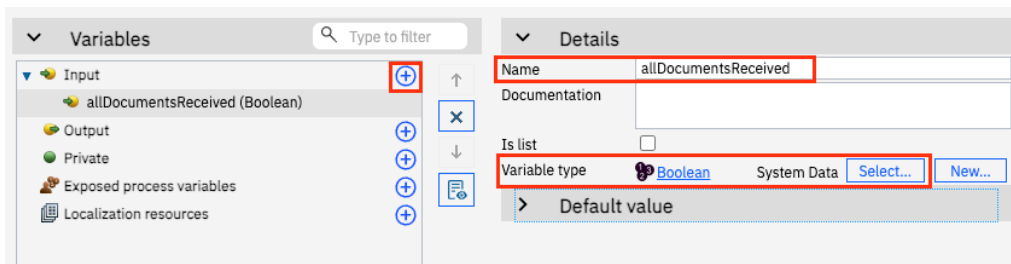 Variables
Type to filter
Input
allDocumentsReceived (Boolean)
Output
Private
Exposed process variables
Localization resources
Details
Name allDocumentsReceived
Documentation
Is list
Variable type Boolean System Data Select... New...
Default value